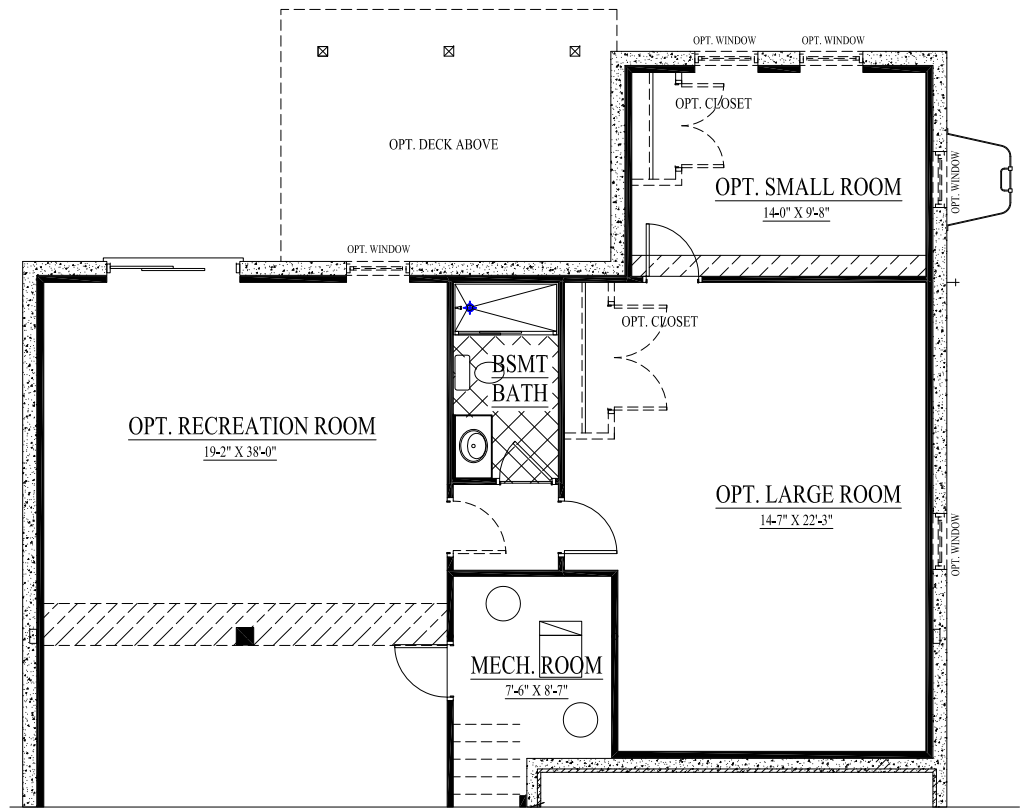 OPT. WINDOW
OPT. WINDOW
OPT. CLOSET
OPT. DECK ABOVE
OPT. WINDOW
OPT. SMALL ROOM
14'-0" X 9'-8"
OPT. WINDOW
OPT. CLOSET
BSMT
BATH
OPT. RECREATION ROOM
19'-2" X 38'-0"
OPT. LARGE ROOM
14'-7" X 22'-3"
OPT. WINDOW
MECH. ROOM
7'-6" X 8'-7"